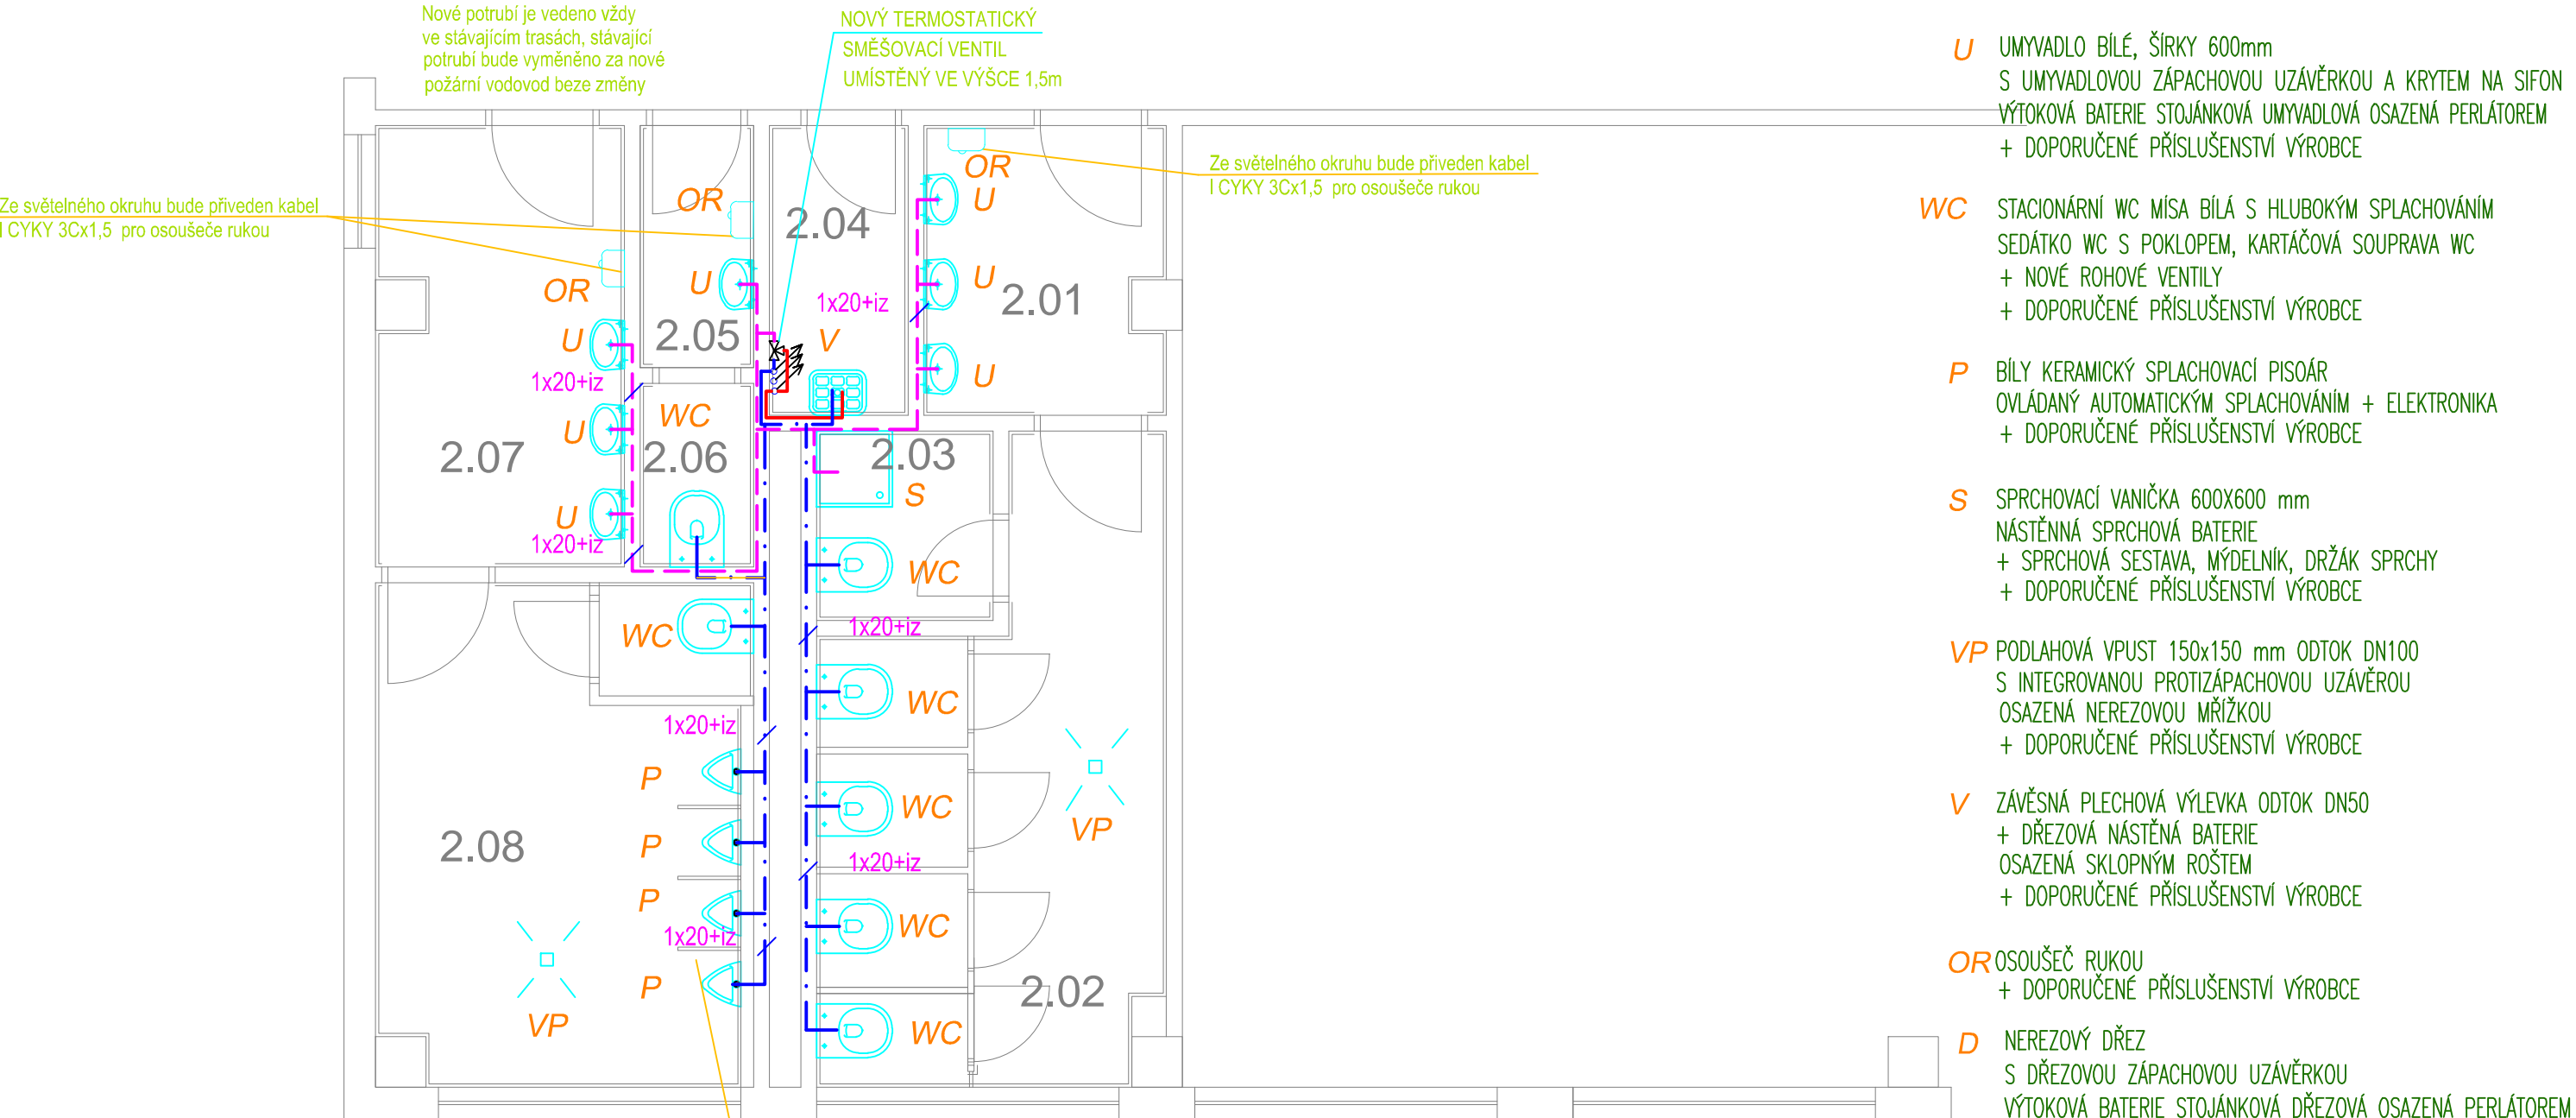 Nové potrubí je vedeno vždy
ve stávajícím trasách, stávající
potrubí bude vyměněno za nové
požární vodovod beze změny
NOVÝ TERMOSTATICKÝ
SMĚŠOVACÍ VENTIL
UMÍSTĚNÝ VE VÝŠCE 1,5m
Ze světelného okruhu bude přiveden kabel
I CYKY 3Cx1,5 pro osoušeče rukou
Ze světelného okruhu bude přiveden kabel
I CYKY 3Cx1,5 pro osoušeče rukou
OR
U
U
U
2.01
OR
U
2.05
2.04
1x20+iz
V
OR
U
1x20+iz
U
2.07
U
1x20+iz
WC
2.06
2.03
S
WC
1x20+iz
WC
WC
1x20+iz
WC
1x20+iz
WC
WC
2.02
VP
P
P
P
1x20+iz
P
2.08
VP
U UMYVADLO BÍLÉ, ŠÍRKY 600mm
S UMYVADLOVOU ZÁPACHOVOU UZÁVĚRKOU A KRYTEM NA SIFON
VÝTOKOVÁ BATERIE STOJÁNKOVÁ UMYVADLOVÁ OSAZENÁ PERLÁTOREM
+ DOPORUČENÉ PŘÍSLUŠENSTVÍ VÝROBCE
WC STACIONÁRNÍ WC MÍSA BÍLÁ S HLUBOKÝM SPLACHOVÁNÍM
SEDÁTKO WC S POKLOPEM, KARTÁČOVÁ SOUPRAVA WC
+ NOVÉ ROHOVÉ VENTILY
+ DOPORUČENÉ PŘÍSLUŠENSTVÍ VÝROBCE
P BÍLY KERAMICKÝ SPLACHOVACÍ PISOÁR
OVLÁDANÝ AUTOMATICKÝM SPLACHOVÁNÍM + ELEKTRONIKA
+ DOPORUČENÉ PŘÍSLUŠENSTVÍ VÝROBCE
S SPRCHOVACÍ VANIČKA 600X600 mm
NÁSTĚNNÁ SPRCHOVÁ BATERIE
+ SPRCHOVÁ SESTAVA, MÝDELNÍK, DRŽÁK SPRCHY
+ DOPORUČENÉ PŘÍSLUŠENSTVÍ VÝROBCE
VP PODLAHOVÁ VPUST 150x150 mm ODTOK DN100
S INTEGROVANOU PROTIZÁPACHOVOU UZÁVĚROU
OSAZENÁ NEREZOVOU MŘÍŽKOU
+ DOPORUČENÉ PŘÍSLUŠENSTVÍ VÝROBCE
V ZÁVĚSNÁ PLECHOVÁ VÝLEVKA ODTOK DN50
+ DŘEZOVÁ NÁSTĚNÁ BATERIE
OSAZENÁ SKLOPNÝM ROŠTEM
+ DOPORUČENÉ PŘÍSLUŠENSTVÍ VÝROBCE
OR OSOUŠEČ RUKOU
+ DOPORUČENÉ PŘÍSLUŠENSTVÍ VÝROBCE
D NEREZOVÝ DŘEZ
S DŘEZOVOU ZÁPACHOVOU UZÁVĚRKOU
VÝTOKOVÁ BATERIE STOJÁNKOVÁ DŘEZOVÁ OSAZENÁ PERLÁTOREM